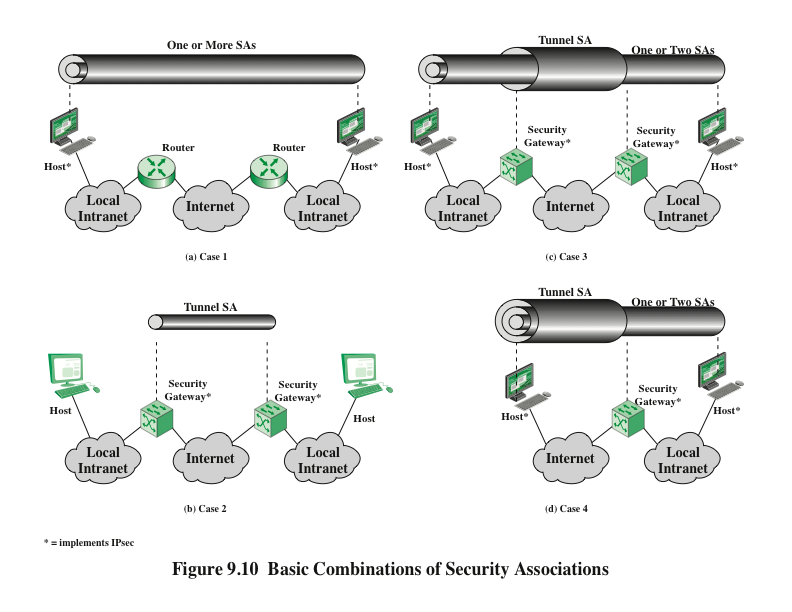 One or More SAs
Router
Router
Host*
Host*
Local
Intranet
Internet
Local
Intranet
(a) Case 1
Tunnel SA
One or Two SAs
Security
Gateway*
Security
Gateway*
Host*
Host*
Local
Intranet
Internet
Local
Intranet
(c) Case 3
Tunnel SA
Security
Gateway*
Security
Gateway*
Host
Host
Local
Intranet
Internet
Local
Intranet
(b) Case 2
Tunnel SA
One or Two SAs
Security
Gateway*
Host*
Host*
Internet
Local
Intranet
(d) Case 4
* = implements IPsec
Figure 9.10 Basic Combinations of Security Associations